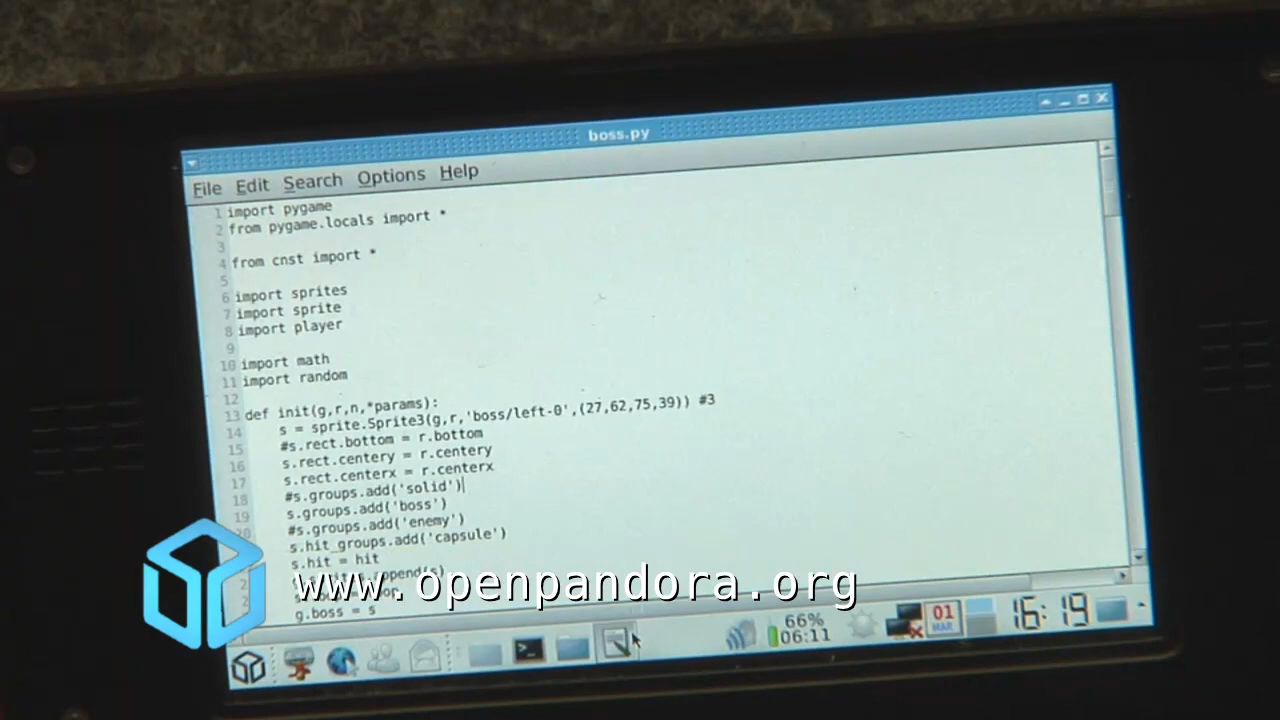 boss.py
File Edit Search Options Help
1 import pygame
2 from pygame.locals import *
3
4 from cnst import *
5
6 import sprites
7 import sprite
8 import player
9
10 import math
11 import random
12
13 def init(g,r,n,*params):
14 s = sprite.Sprite3(g,r,'boss/left-0',(27,62,75,39)) #3
15 #s.rect.bottom = r.bottom
16 s.rect.centery = r.centery
17 s.rect.centerx = r.centerx
18 #s.groups.add('solid')
19 s.groups.add('boss')
20 #s.groups.add('enemy')
s.hit_groups.add('capsule')
s.hit = hit
g.boss = s
www.openpandora.org
66%
06:11
01
MAR
16:19